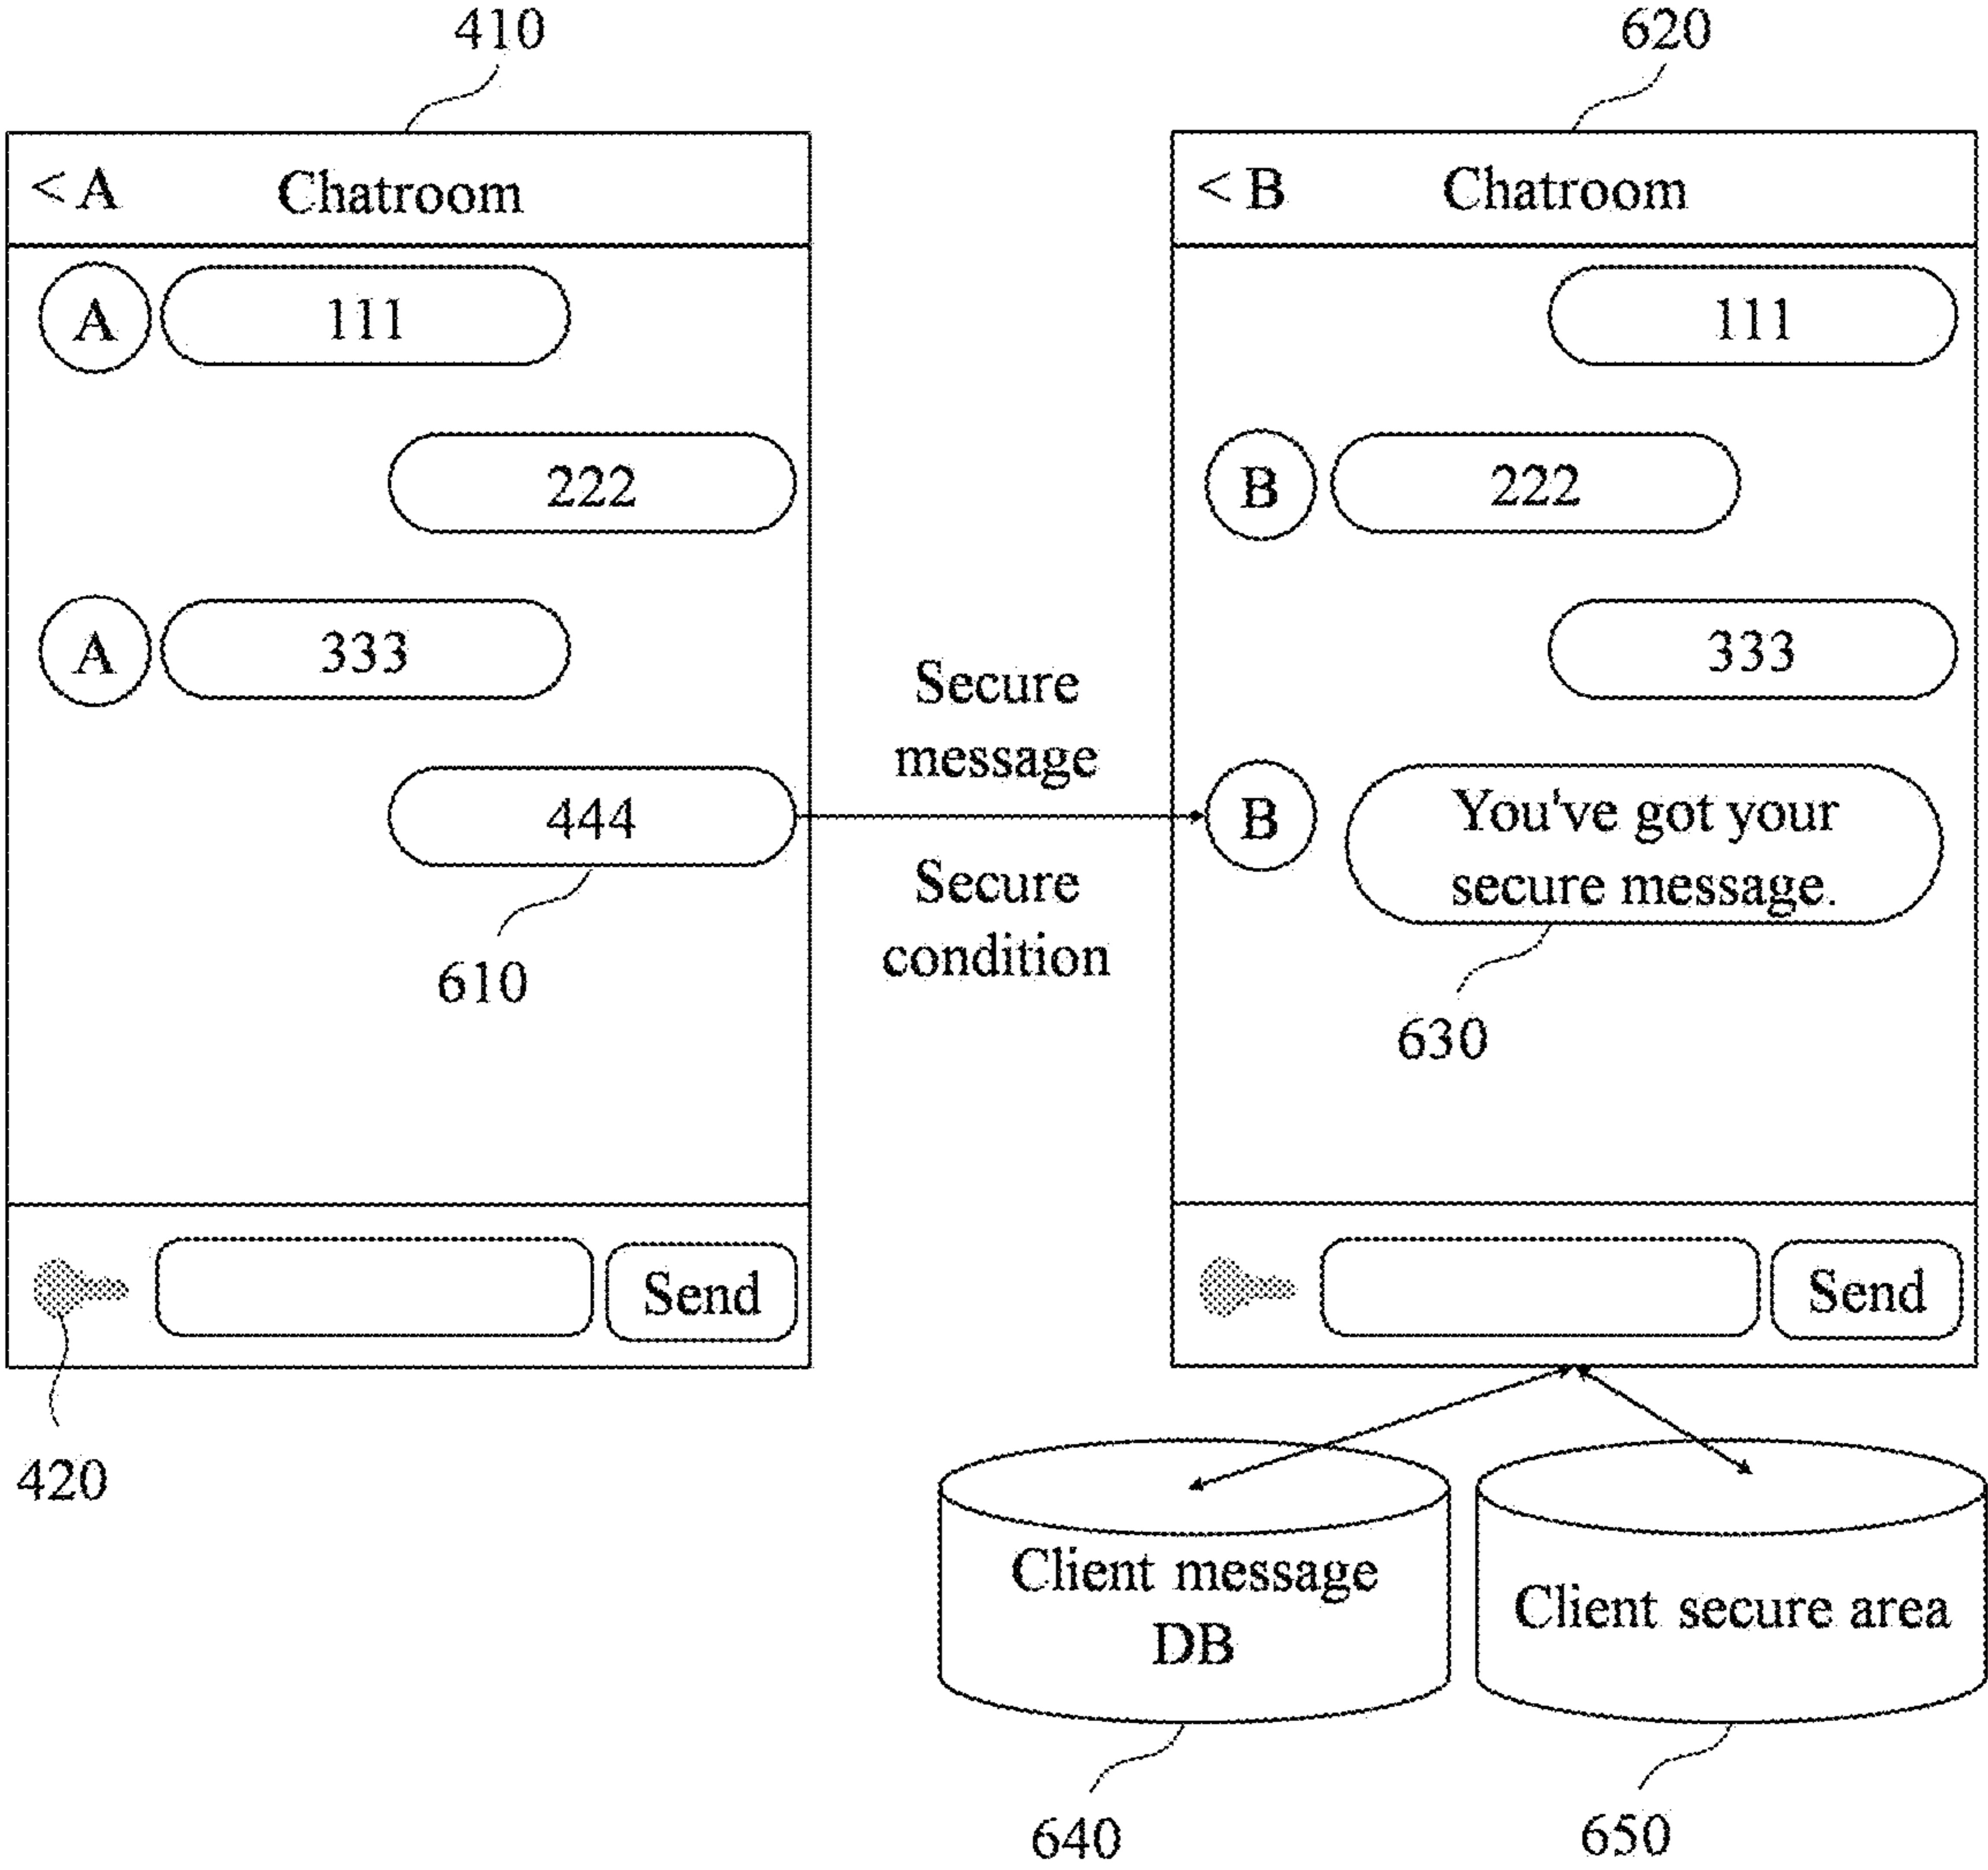 410
620
< A Chatroom
< B Chatroom
A 111
111
222
B 222
A 333
333
Secure
message
444
B You've got your
secure message.
Secure
condition
610
630
Send
Send
420
Client message
DB
Client secure area
640
650